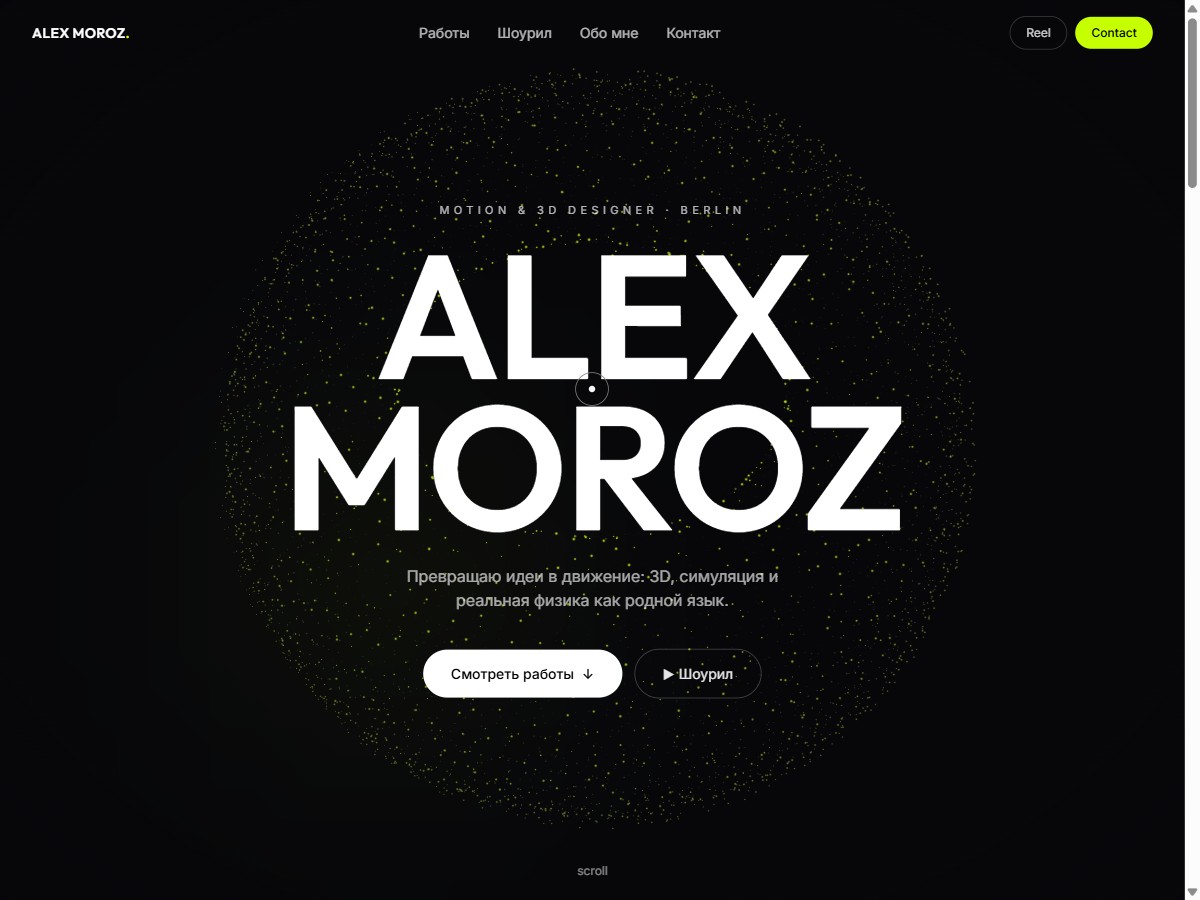 ALEX MOROZ.
Работы
Шоурил
Обо мне
Контакт
Reel
Contact
MOTION & 3D DESIGNER · BERLIN
ALEX
MOROZ
Превращаю идеи в движение: 3D, симуляция и
реальная физика как родной язык.
Смотреть работы ↓
▶ Шоурил
scroll